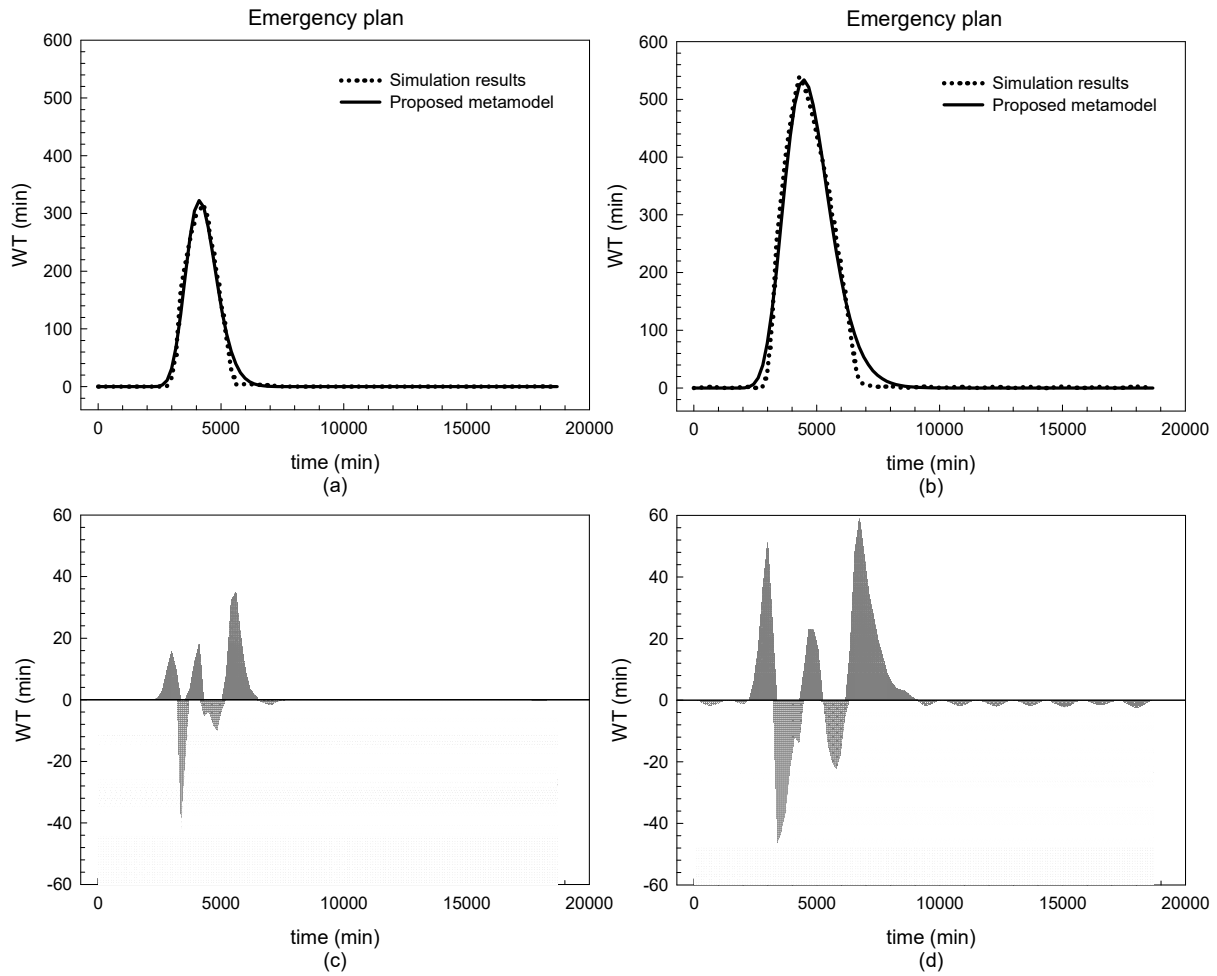 Emergency plan
600
500
400
300
200
100
0
WT (min)
Simulation results
Proposed metamodel
0 5000 10000 15000 20000
time (min)
(a)
Emergency plan
600
500
400
300
200
100
0
WT (min)
Simulation results
Proposed metamodel
0 5000 10000 15000 20000
time (min)
(b)
60
40
20
0
-20
-40
-60
WT (min)
0 5000 10000 15000 20000
time (min)
(c)
60
40
20
0
-20
-40
-60
WT (min)
0 5000 10000 15000 20000
time (min)
(d)